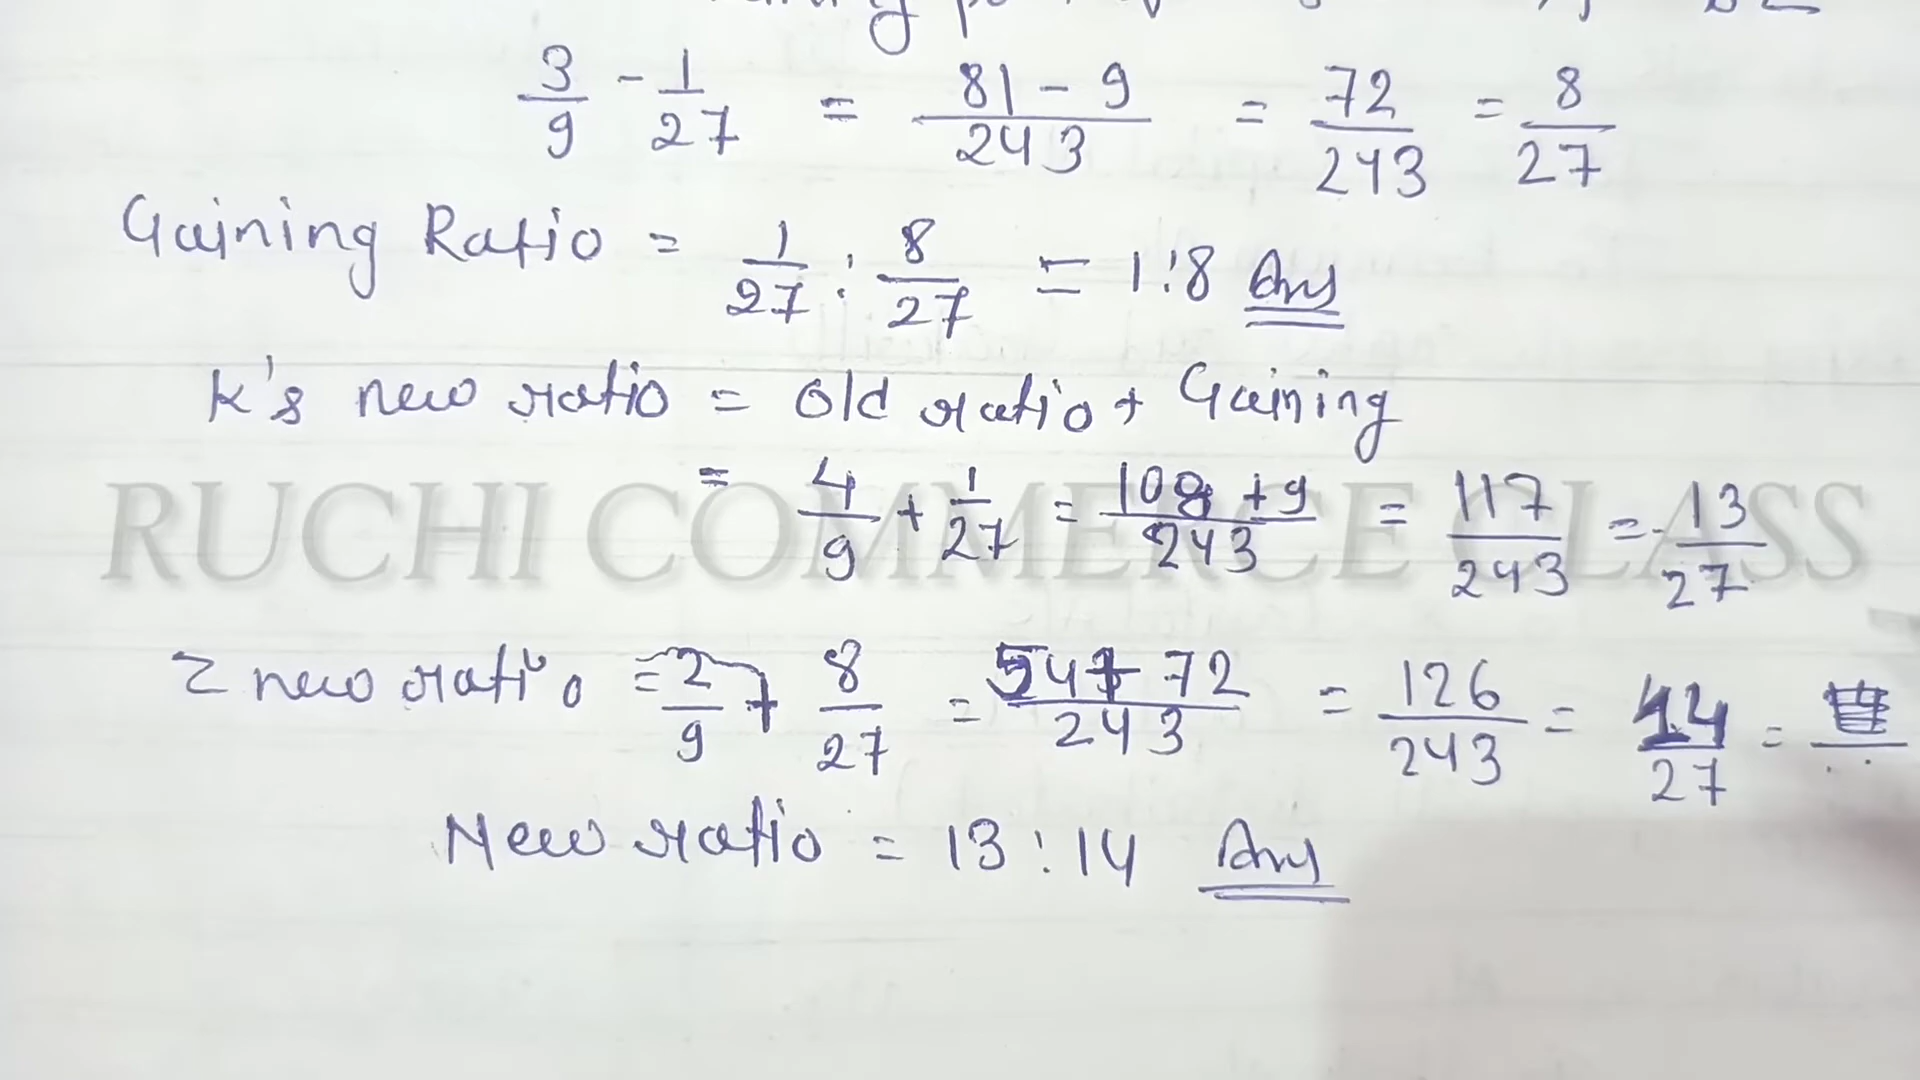 3/9 - 1/27 = 81 - 9/243 = 72/243 = 8/27
Gaining Ratio = 1/27 : 8/27 = 1:8 Ans
K's new ratio = Old ratio + Gaining
= 4/9 + 1/27 = 108 + 9/243 = 117/243 = 13/27
RUCHI COMMERCE CLASS
Z new ratio = 2/9 + 8/27 = 54 + 72/243 = 126/243 = 14/27 =
New ratio = 13 : 14 Ans